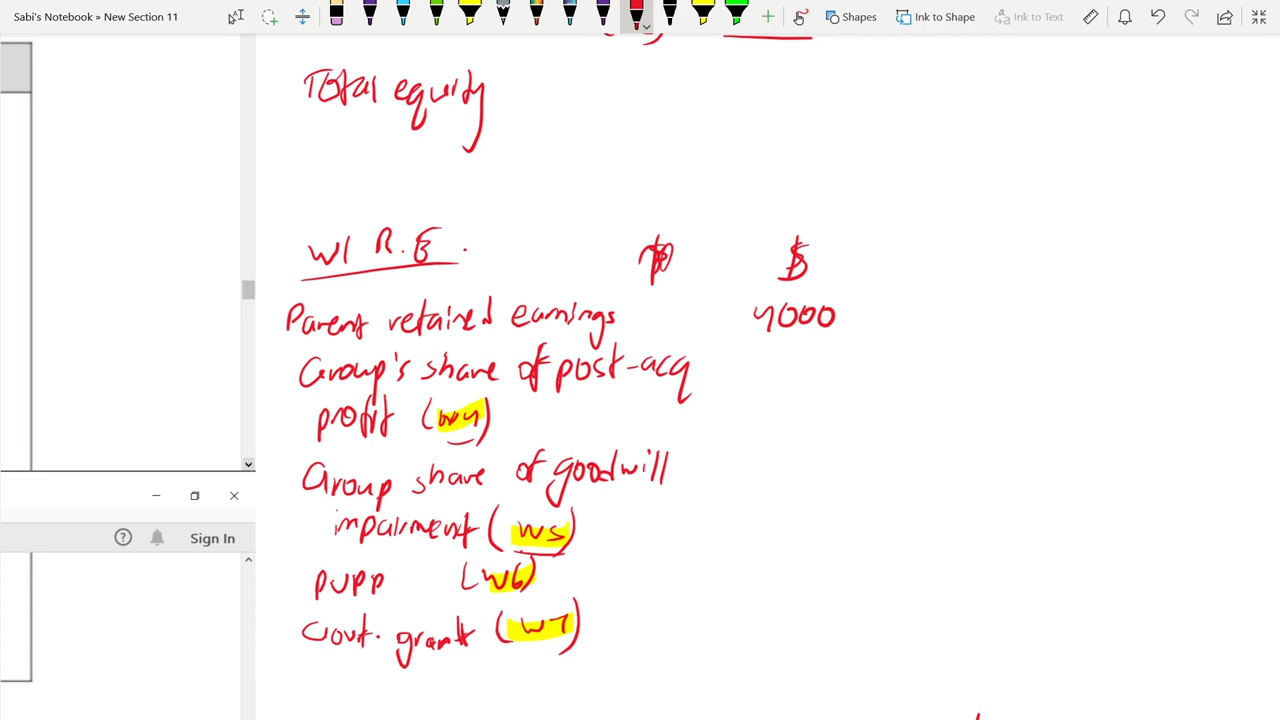 Sabi's Notebook » New Section 11
Shapes
Ink to Shape
Ink to Text
Total equity
W1 R.E.
$
Parent retained earnings 4000
Group's share of post-acq
profit (W4)
Group share of goodwill
impairment (W5)
Sign In
PUPP (W6)
Govt. grant (W7)